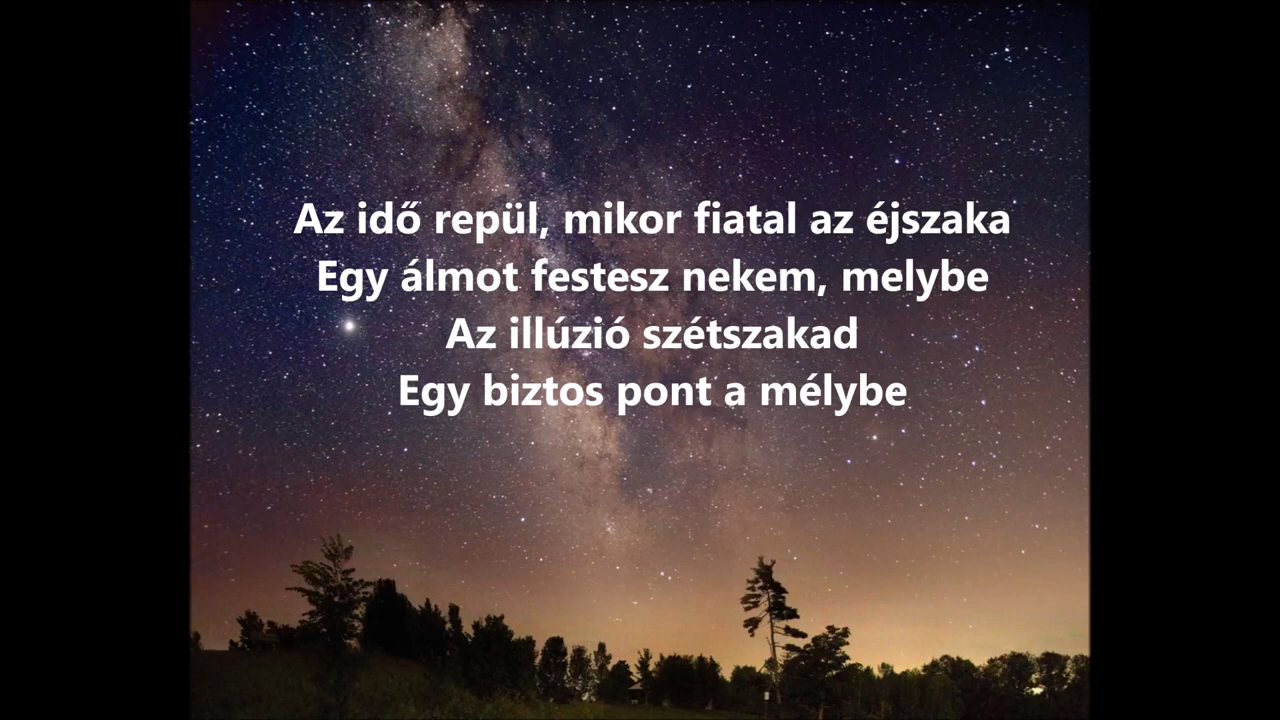 Az idő repül, mikor fiatal az éjszaka
Egy álmot festesz nekem, melybe
Az illúzió szétszakad
Egy biztos pont a mélybe